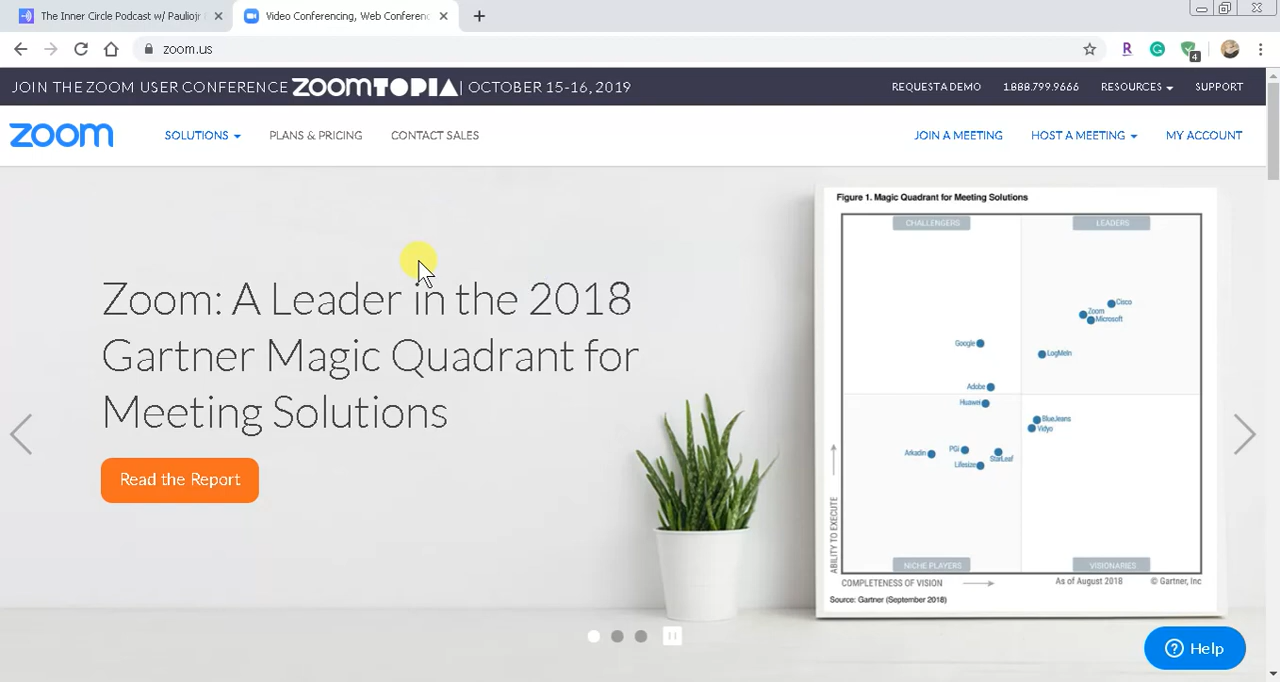 The Inner Circle Podcast w/ Pauliojr
Video Conferencing, Web Conferenc
zoom.us
4
JOIN THE ZOOM USER CONFERENCE ZOOMTOPIA | OCTOBER 15-16, 2019
REQUEST A DEMO
1.888.799.9666
RESOURCES
SUPPORT
zoom
SOLUTIONS
PLANS & PRICING
CONTACT SALES
JOIN A MEETING
HOST A MEETING
MY ACCOUNT
Zoom: A Leader in the 2018
Gartner Magic Quadrant for
Meeting Solutions
Read the Report
Figure 1. Magic Quadrant for Meeting Solutions
CHALLENGERS
LEADERS
Cisco
Zoom
Microsoft
Google
LogMeIn
Adobe
Huawei
BlueJeans
Vidyo
Arkadin
PGi
StarLeaf
Lifesize
ABILITY TO EXECUTE
NICHE PLAYERS
VISIONARIES
COMPLETENESS OF VISION
As of August 2018
© Gartner, Inc
Source: Gartner (September 2018)
Help